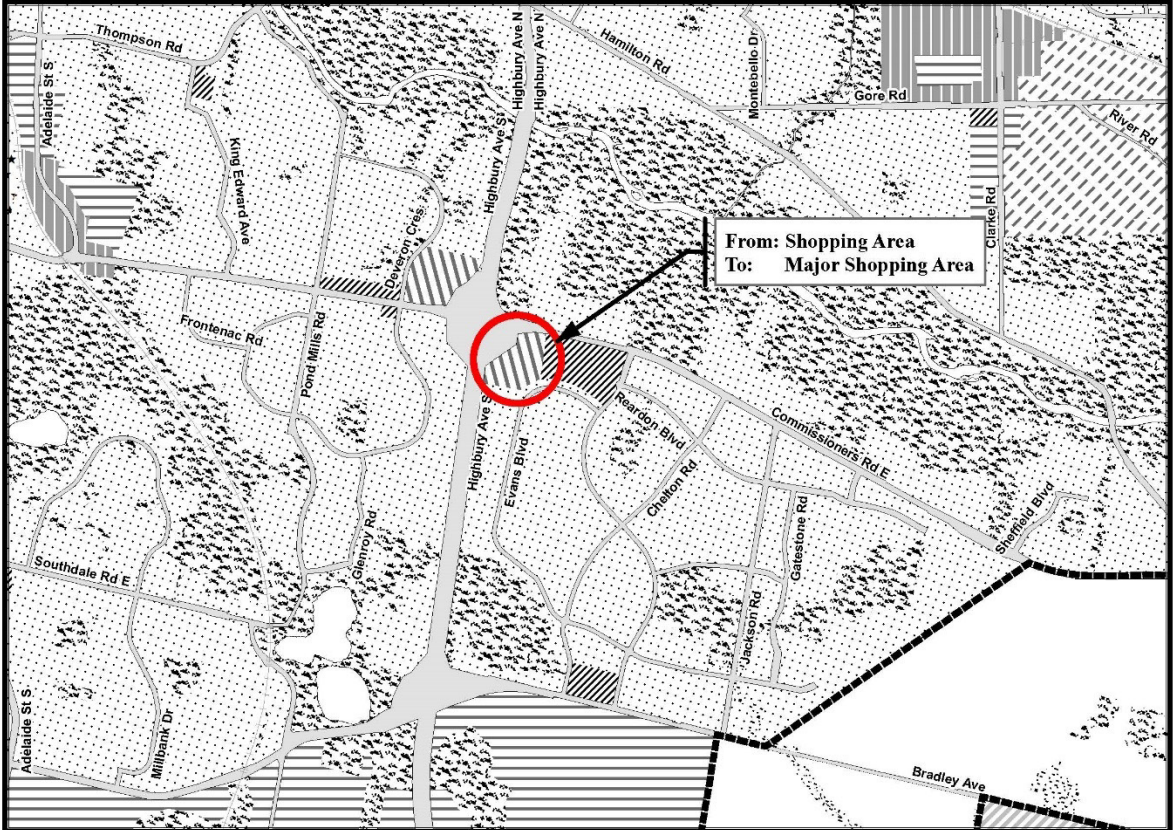 Thompson Rd
Adelaide St S
King Edward Ave
Highbury Ave N
Highbury Ave N
Hamilton Rd
Montebello Dr
Gore Rd
River Rd
Clarke Rd
Highbury Ave S
Deveron Cres
From: Shopping Area
To: Major Shopping Area
Frontenac Rd
Pond Mills Rd
Highbury Ave S
Evans Blvd
Reardon Blvd
Commissioners Rd E
Chelton Rd
Gatestone Rd
Sheffield Blvd
Glenroy Rd
Southdale Rd E
Jackson Rd
Adelaide St S
Millbank Dr
Bradley Ave